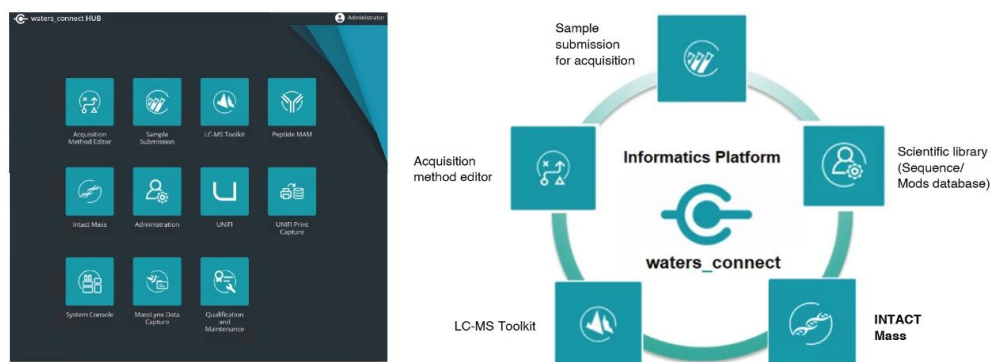 waters_connect HUB
Administrator
Acquisition
Method Editor
Sample
Submission
LC-MS Toolkit
Peptide MAM
Intact Mass
Administration
UNIFI
UNIFI Print
Capture
System Console
MassLynx Data
Capture
Qualification
and
Maintenance
Sample
submission
for acquisition
Acquisition
method editor
Informatics Platform
waters_connect
Scientific library
(Sequence/
Mods database)
LC-MS Toolkit
INTACT
Mass